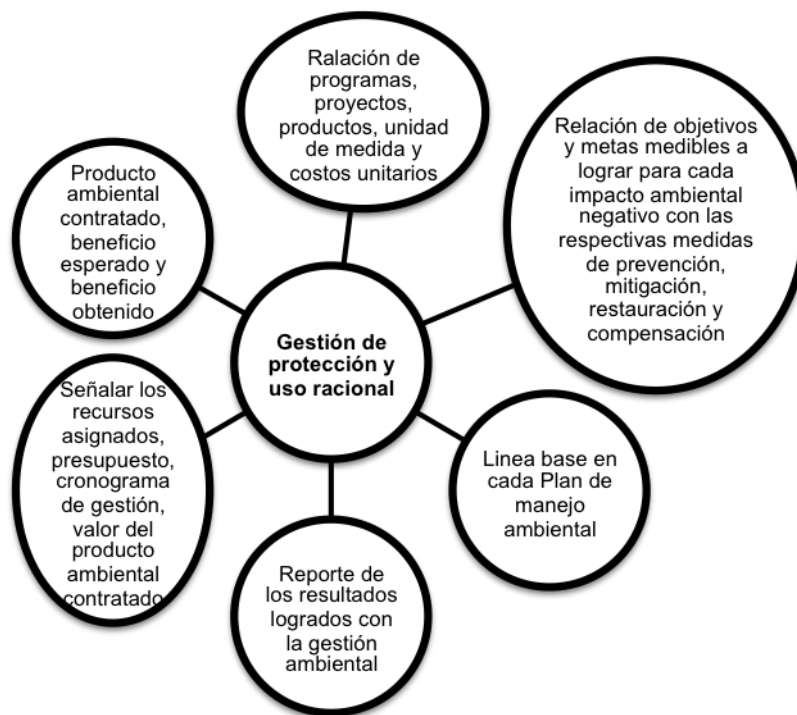 Ralación de
programas,
proyectos,
productos, unidad
de medida y
costos unitarios
Relación de objetivos
y metas medibles a
lograr para cada
impacto ambiental
negativo con las
respectivas medidas
de prevención,
mitigación,
restauración y
compensación
Linea base en
cada Plan de
manejo
ambiental
Reporte de
los resultados
logrados con
la gestión
ambiental
Señalar los
recursos
asignados,
presupuesto,
cronograma
de gestión,
valor del
producto
ambiental
contratado
Producto
ambiental
contratado,
beneficio
esperado y
beneficio
obtenido
Gestión de
protección y
uso racional